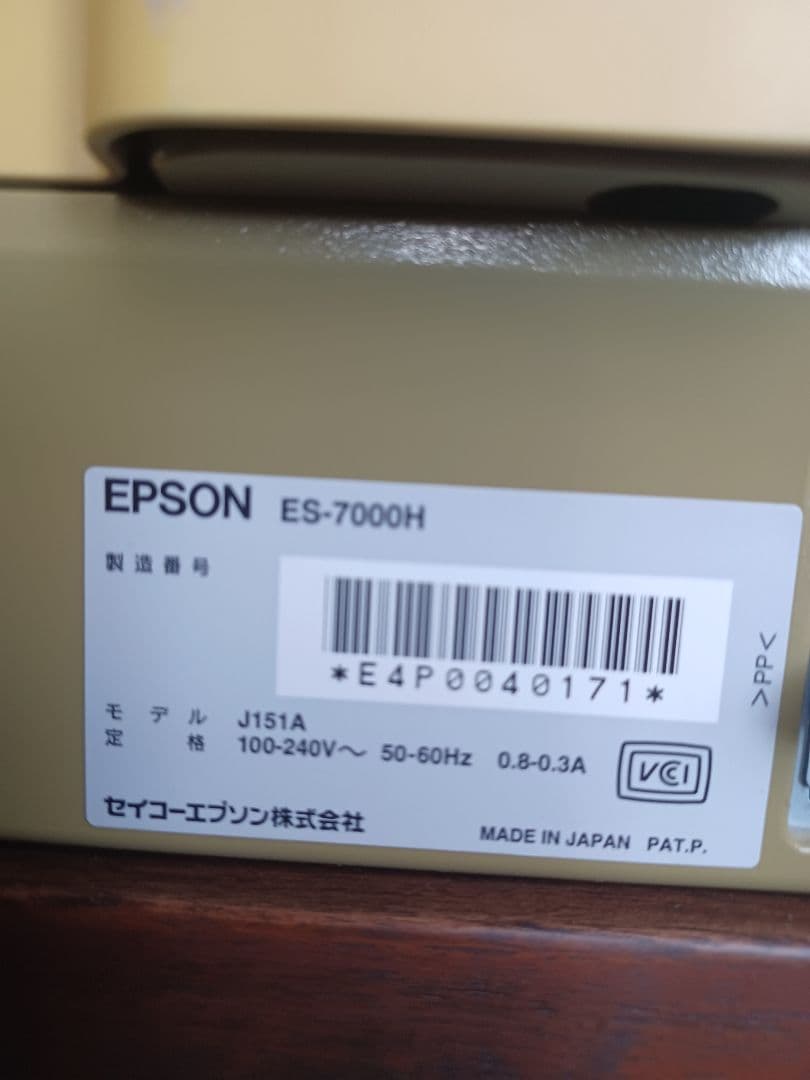 EPSON ES-7000H
製造番号
*E4P0040171*
モデル J151A
定格 100-240V～ 50-60Hz 0.8-0.3A
VCCI
セイコーエプソン株式会社
MADE IN JAPAN PAT.P.
>PP<